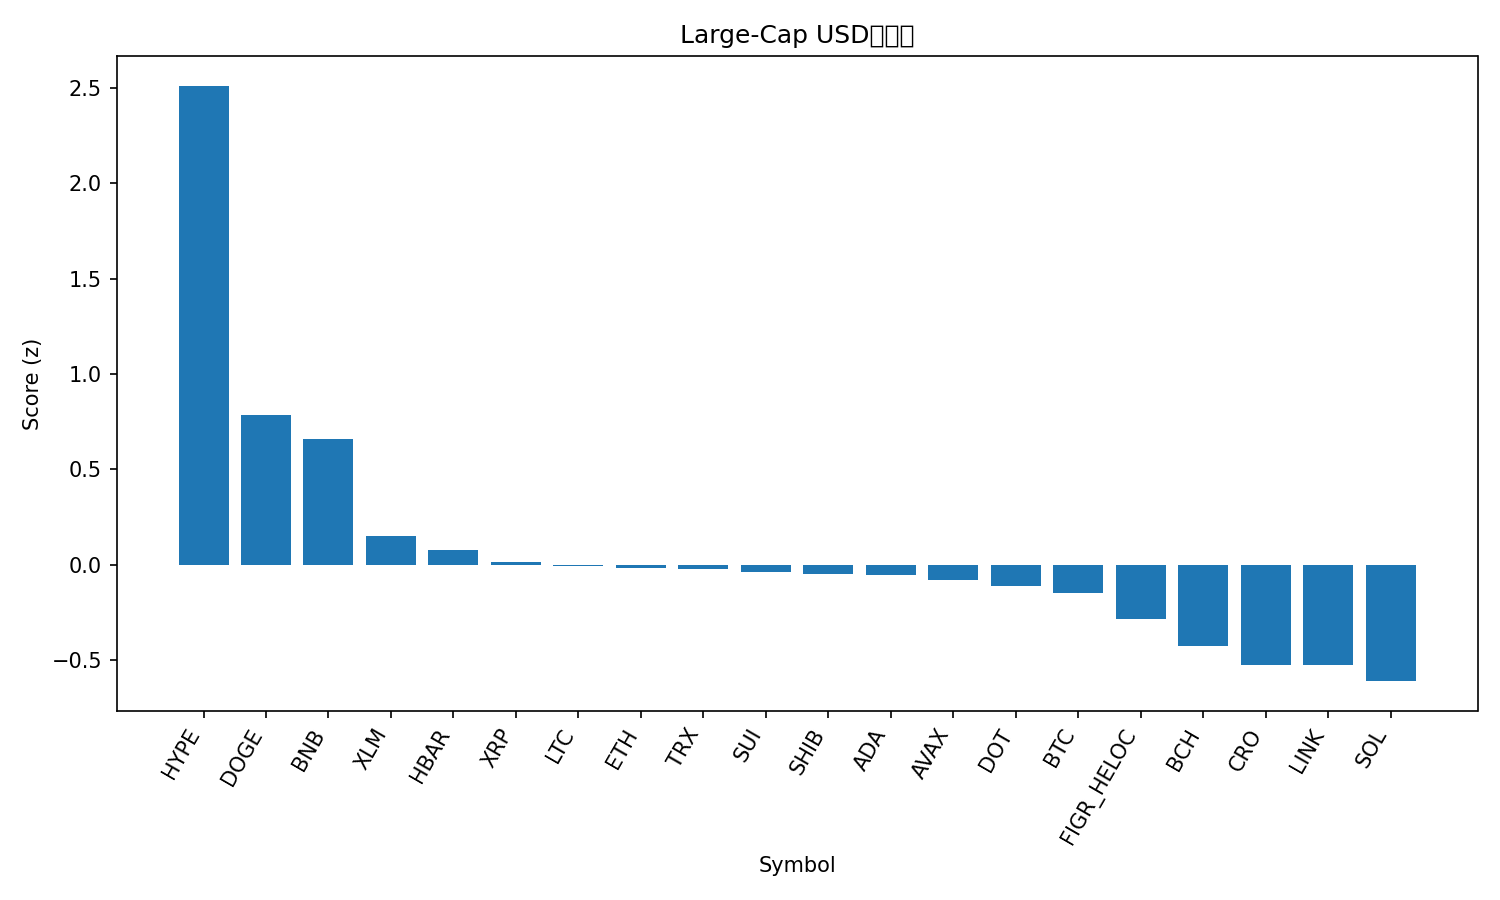 Large-Cap USD
Score (z)
2.5
2.0
1.5
1.0
0.5
0.0
−0.5
HYPE
DOGE
BNB
XLM
HBAR
XRP
LTC
ETH
TRX
SUI
SHIB
ADA
AVAX
DOT
BTC
FIGR_HELOC
BCH
CRO
LINK
SOL
Symbol